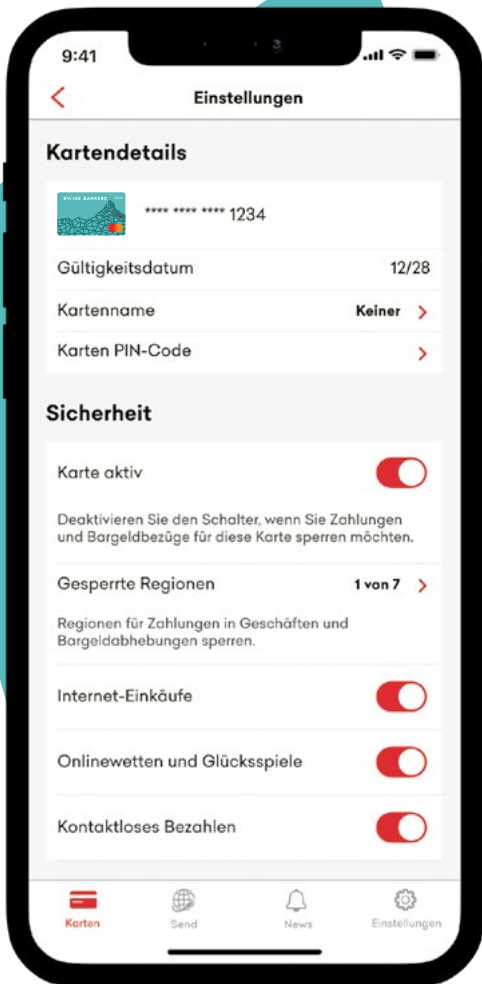 9:41
Einstellungen
Kartendetails
SWISS BANKERS
**** **** **** 1234
Gültigkeitsdatum 12/28
Kartenname Keiner
Karten PIN-Code
Sicherheit
Karte aktiv
Deaktivieren Sie den Schalter, wenn Sie Zahlungen
und Bargeldbezüge für diese Karte sperren möchten.
Gesperrte Regionen 1 von 7
Regionen für Zahlungen in Geschäften und
Bargeldabhebungen sperren.
Internet-Einkäufe
Onlinewetten und Glücksspiele
Kontaktloses Bezahlen
Karten Send News Einstellungen